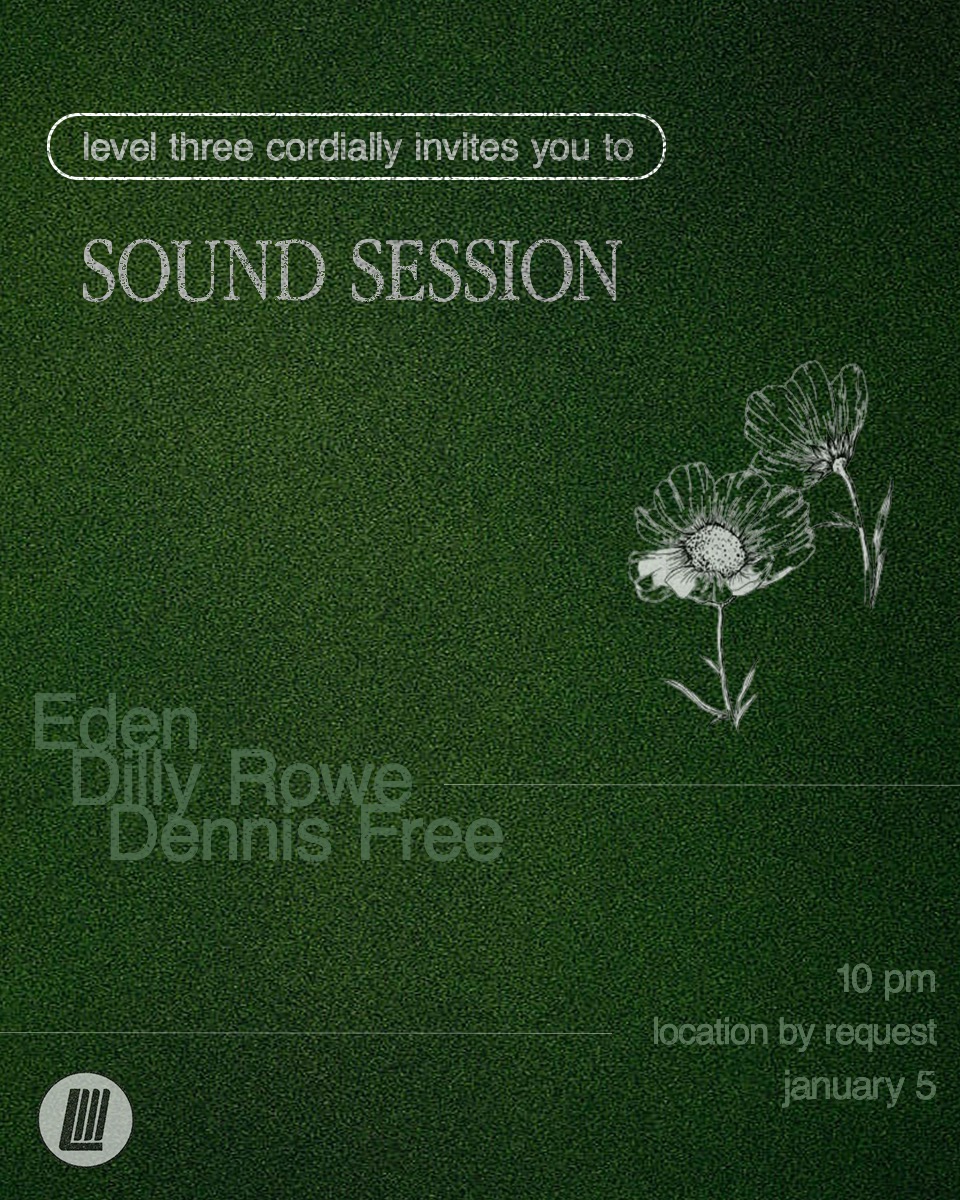 level three cordially invites you to
SOUND SESSION
Eden
Dilly Rowe
Dennis Free
10 pm
location by request
january 5